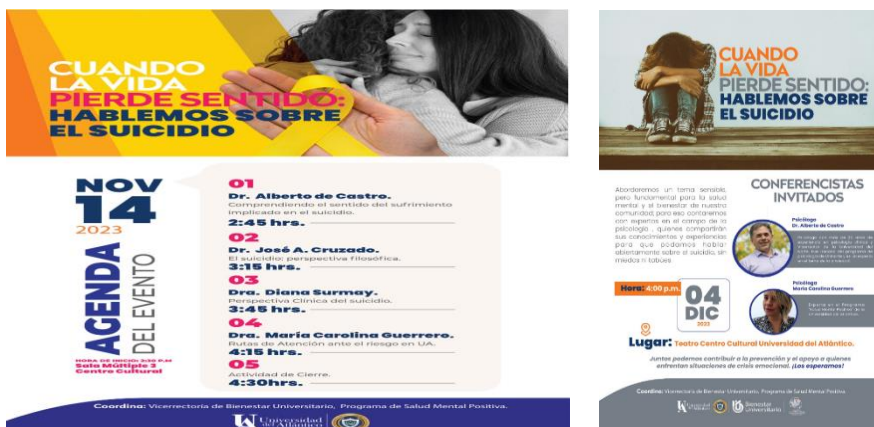 CUANDO
LA VIDA
PIERDE SENTIDO:
HABLEMOS SOBRE
EL SUICIDIO
NOV
14
2023
AGENDA
DEL EVENTO
Sala Múltiple 3
Centro Cultural
01
Dr. Alberto de Castro.
Comprendiendo el sentido del sufrimiento
implicado en el suicidio.
2:45 hrs.
02
Dr. José A. Cruzado.
El suicidio: perspectiva filosófica.
3:15 hrs.
03
Dra. Diana Surmay.
Perspectiva Clínica del suicidio.
3:45 hrs.
04
Dra. María Carolina Guerrero.
Rutas de Atención ante el riesgo en UA.
4:15 hrs.
05
Actividad de Cierre.
4:30hrs.
Coordina: Vicerrectoría de Bienestar Universitario, Programa de Salud Mental Positiva.
Universidad
del Atlántico
CUANDO
LA VIDA
PIERDE SENTIDO:
HABLEMOS SOBRE
EL SUICIDIO
Abordaremos un tema sensible,
pero fundamental para la salud
mental y el bienestar de nuestra
comunidad; para eso contaremos
con expertos en el campo de la
psicología , quienes compartirán
sus conocimientos y experiencias
para que podamos hablar
abiertamente sobre el suicidio, sin
miedos ni tabúes.
CONFERENCISTAS
INVITADOS
Psicólogo
Dr. Alberto de Castro
Psicóloga
María Carolina Guerrero
Hora: 4:00 p.m.
04
DIC
2023
Lugar: Teatro Centro Cultural Universidad del Atlántico.
Juntos podemos contribuir a la prevención y el apoyo a quienes
enfrentan situaciones de crisis emocional. ¡Los esperamos!
Coordina: Vicerrectoría de Bienestar Universitario, Programa de Salud Mental Positiva.
Bienestar
Universitario